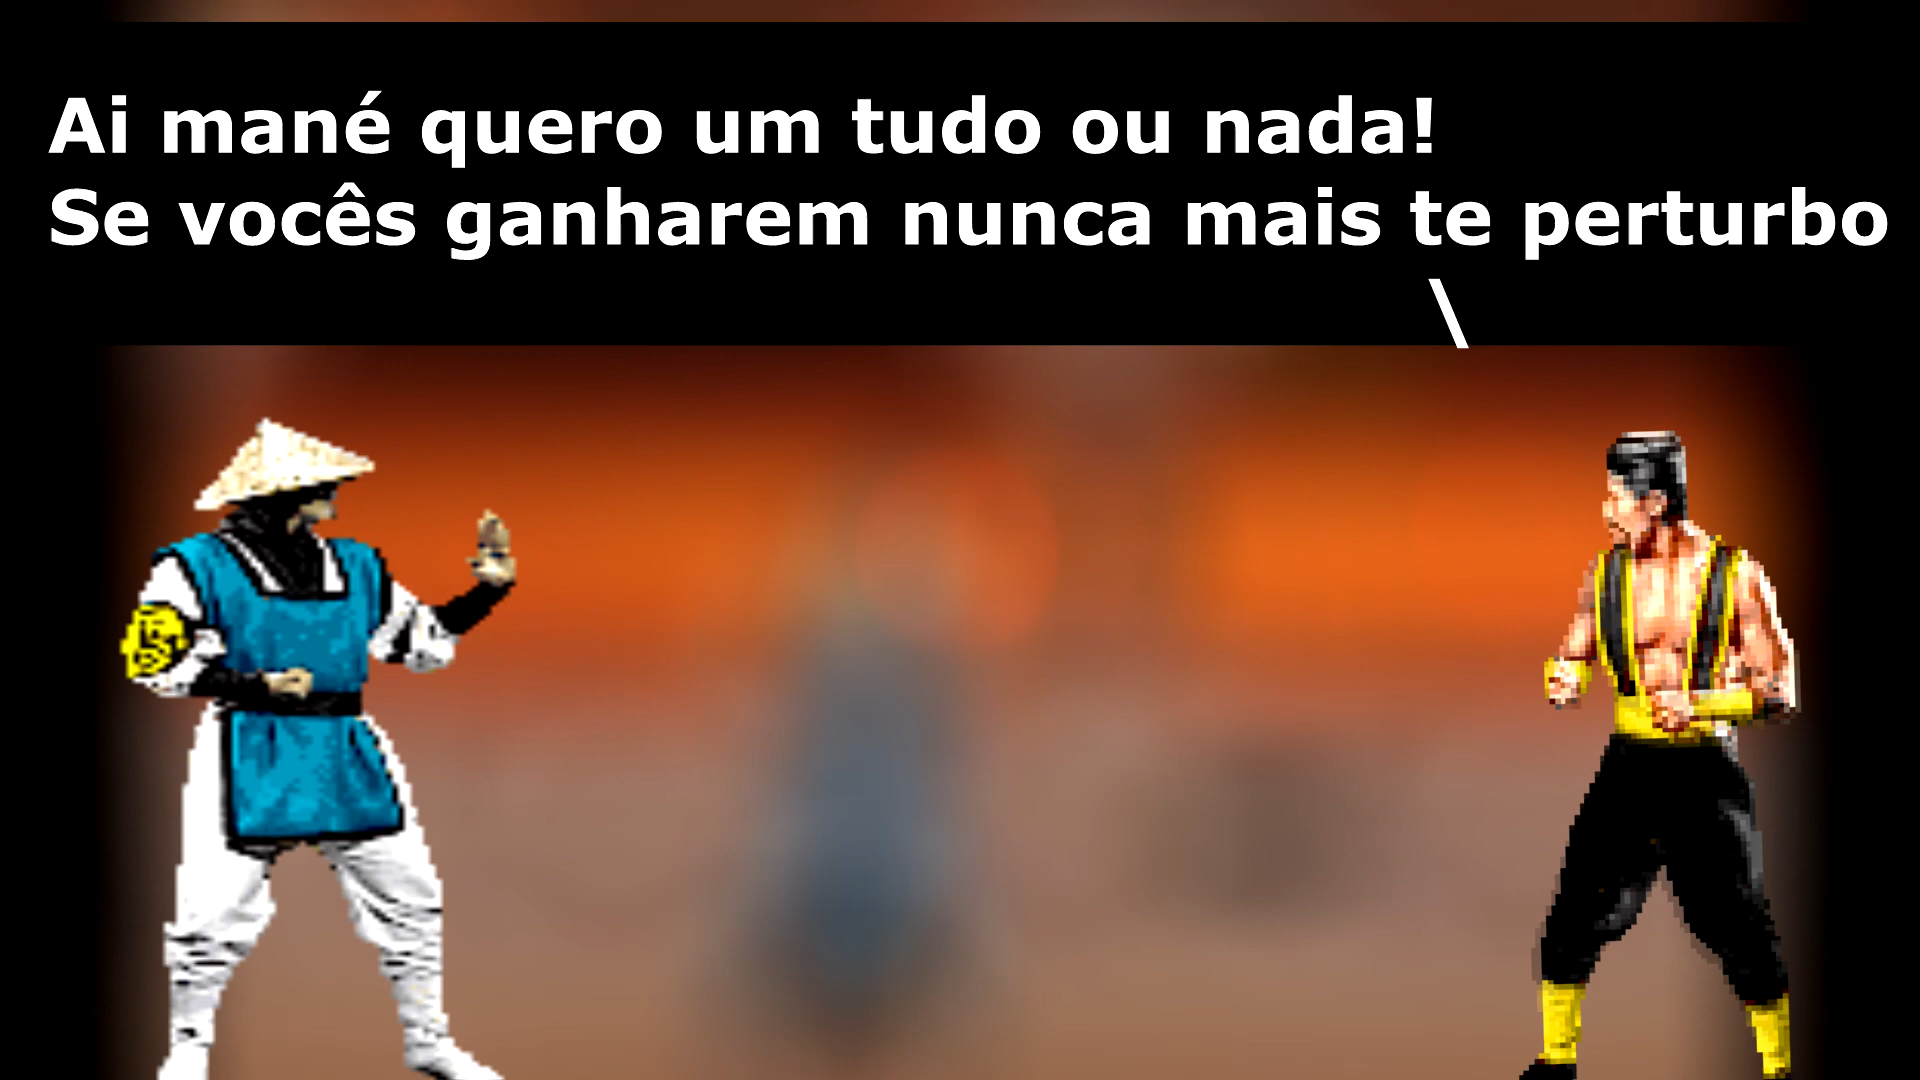 Ai mané quero um tudo ou nada!
Se vocês ganharem nunca mais te perturbo
\